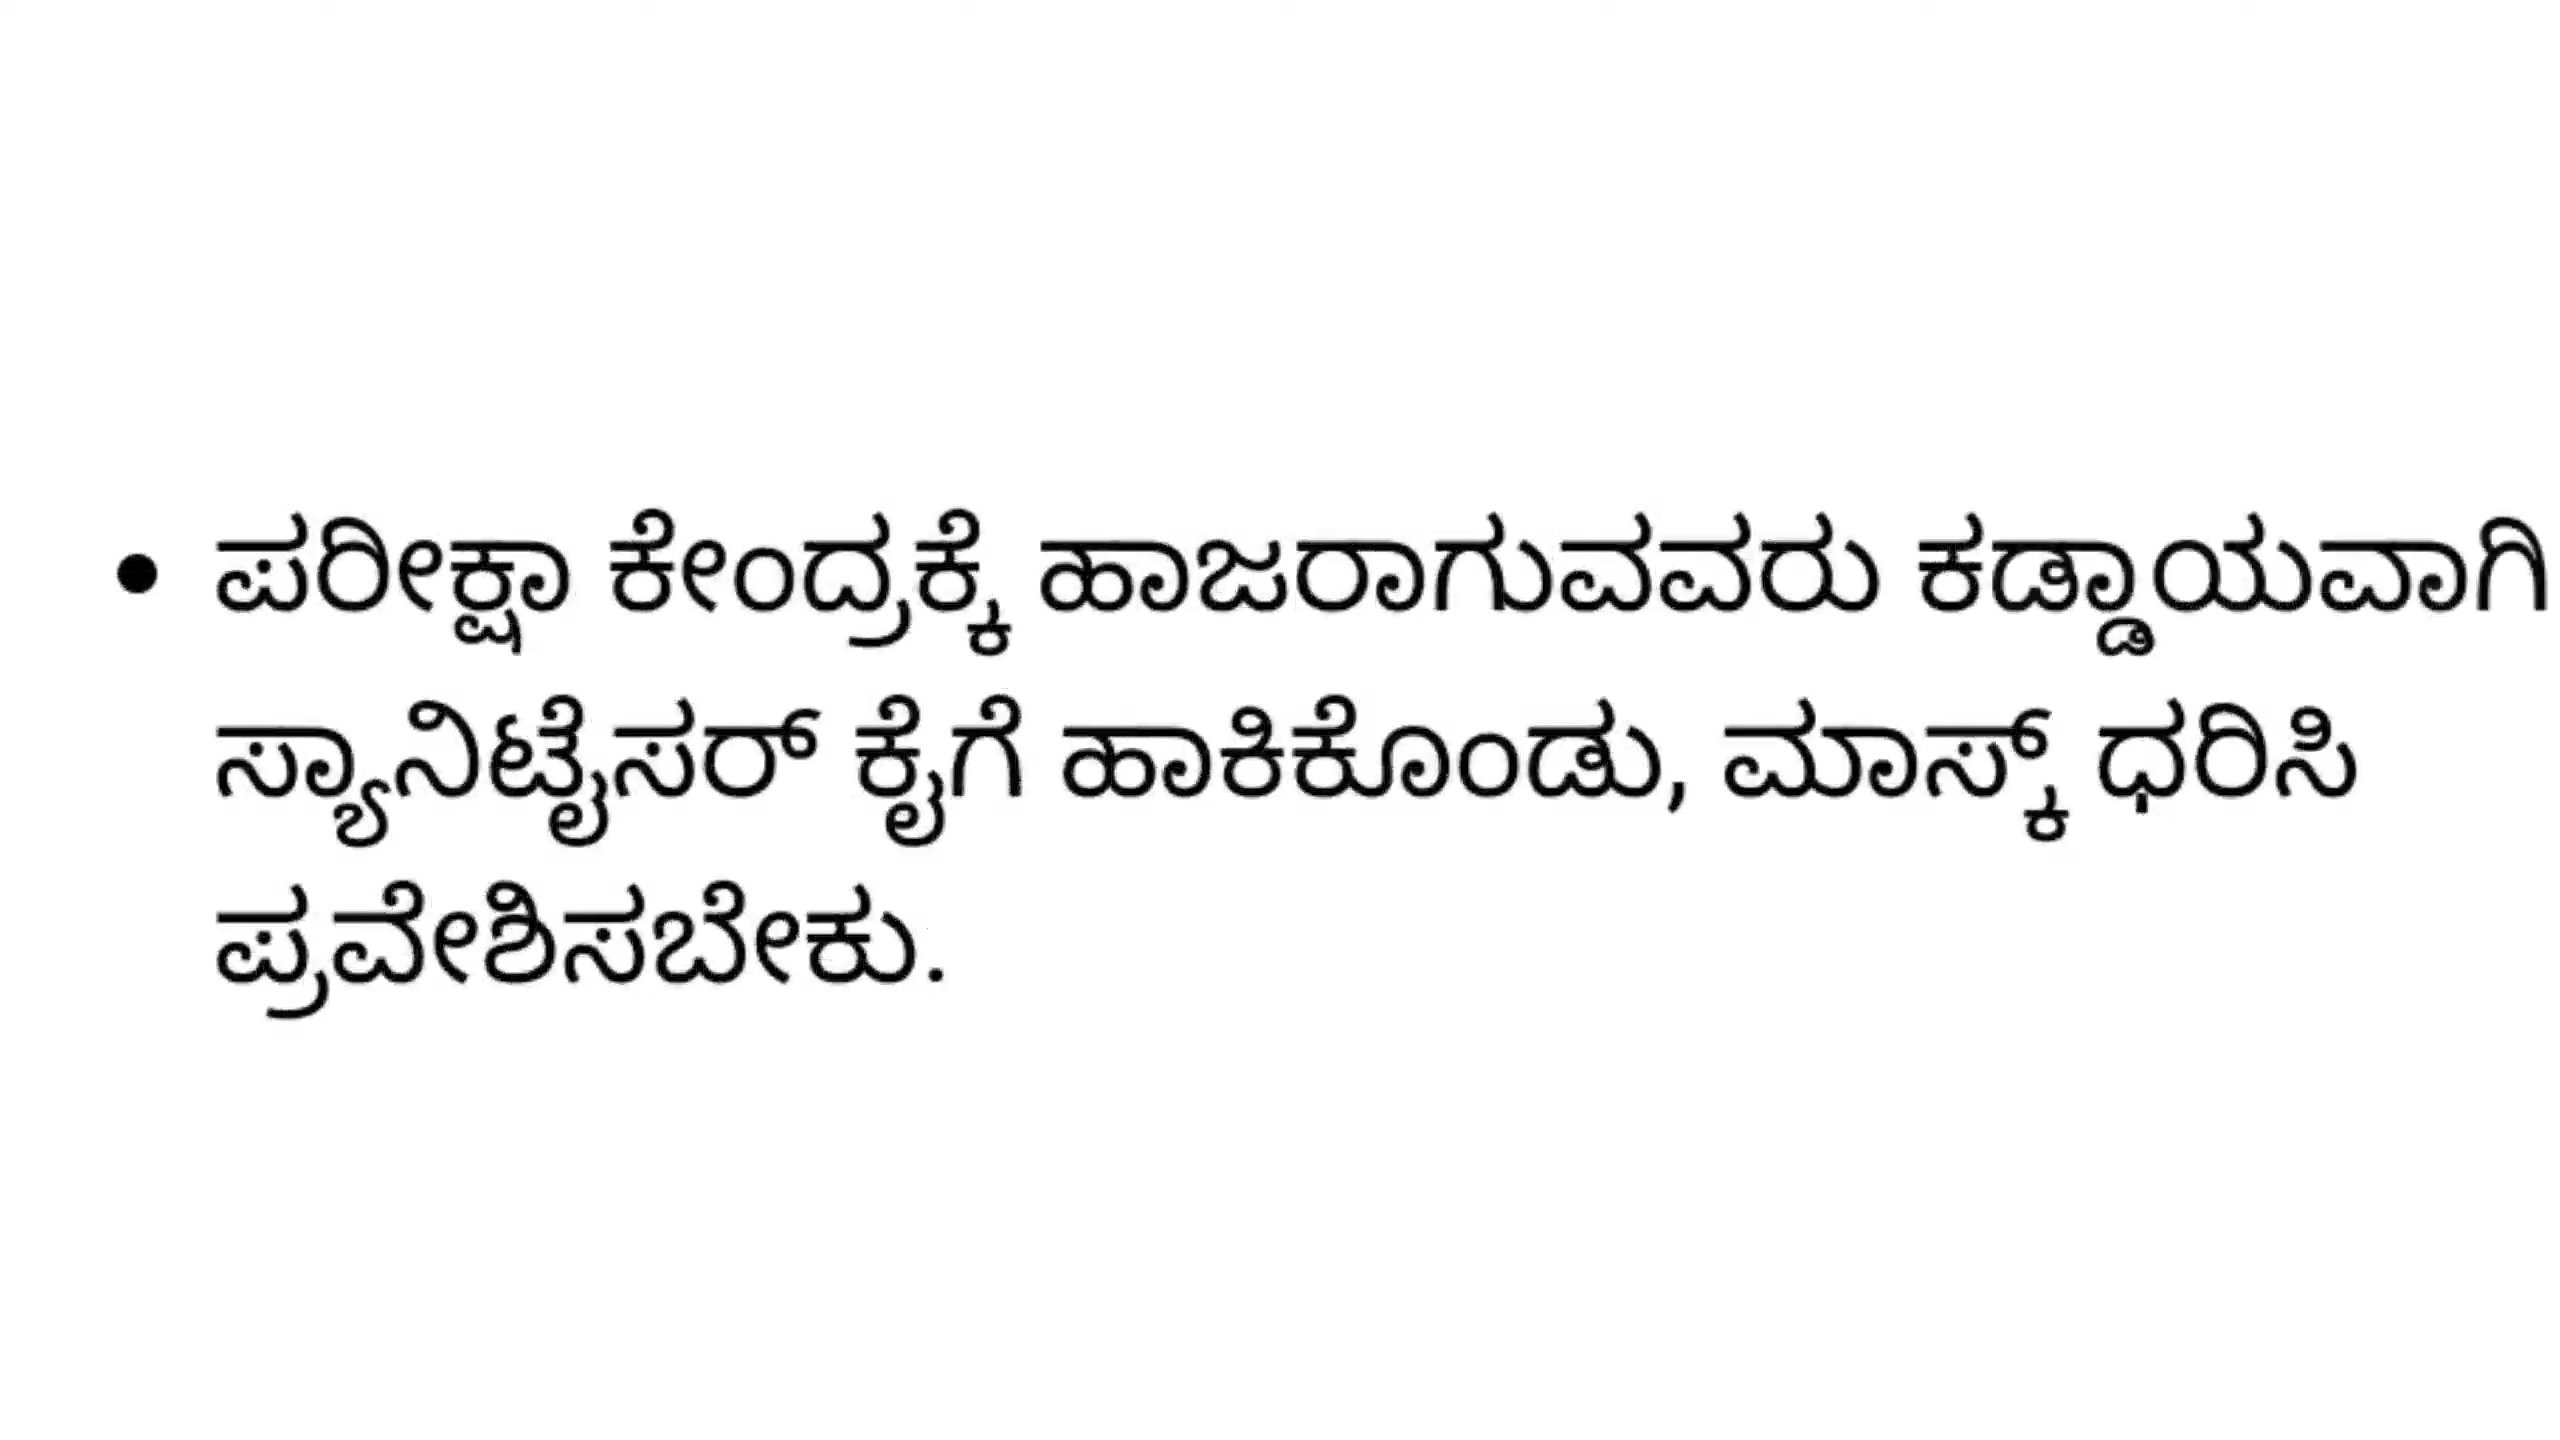 • ಪರೀಕ್ಷಾ ಕೇಂದ್ರಕ್ಕೆ ಹಾಜರಾಗುವವರು ಕಡ್ಡಾಯವಾಗಿ
ಸ್ಯಾನಿಟೈಸರ್ ಕೈಗೆ ಹಾಕಿಕೊಂಡು, ಮಾಸ್ಕ್ ಧರಿಸಿ
ಪ್ರವೇಶಿಸಬೇಕು.